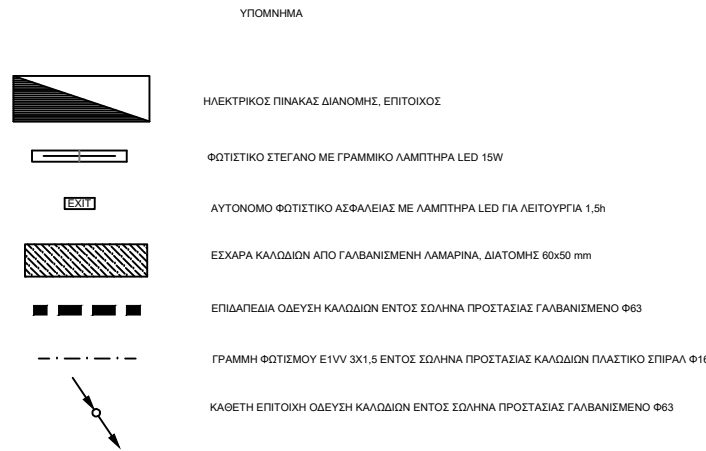 ΥΠΟΜΝΗΜΑ
ΗΛΕΚΤΡΙΚΟΣ ΠΙΝΑΚΑΣ ΔΙΑΝΟΜΗΣ, ΕΠΙΤΟΙΧΟΣ
ΦΩΤΙΣΤΙΚΟ ΣΤΕΓΑΝΟ ΜΕ ΓΡΑΜΜΙΚΟ ΛΑΜΠΤΗΡΑ LED 15W
EXIT ΑΥΤΟΝΟΜΟ ΦΩΤΙΣΤΙΚΟ ΑΣΦΑΛΕΙΑΣ ΜΕ ΛΑΜΠΤΗΡΑ LED ΓΙΑ ΛΕΙΤΟΥΡΓΙΑ 1,5h
ΕΣΧΑΡΑ ΚΑΛΩΔΙΩΝ ΑΠΟ ΓΑΛΒΑΝΙΣΜΕΝΗ ΛΑΜΑΡΙΝΑ, ΔΙΑΤΟΜΗΣ 60x50 mm
ΕΠΙΔΑΠΕΔΙΑ ΟΔΕΥΣΗ ΚΑΛΩΔΙΩΝ ΕΝΤΟΣ ΣΩΛΗΝΑ ΠΡΟΣΤΑΣΙΑΣ ΓΑΛΒΑΝΙΣΜΕΝΟ Φ63
ΓΡΑΜΜΗ ΦΩΤΙΣΜΟΥ E1VV 3X1,5 ΕΝΤΟΣ ΣΩΛΗΝΑ ΠΡΟΣΤΑΣΙΑΣ ΚΑΛΩΔΙΩΝ ΠΛΑΣΤΙΚΟ ΣΠΙΡΑΛ Φ16
ΚΑΘΕΤΗ ΕΠΙΤΟΙΧΗ ΟΔΕΥΣΗ ΚΑΛΩΔΙΩΝ ΕΝΤΟΣ ΣΩΛΗΝΑ ΠΡΟΣΤΑΣΙΑΣ ΓΑΛΒΑΝΙΣΜΕΝΟ Φ63